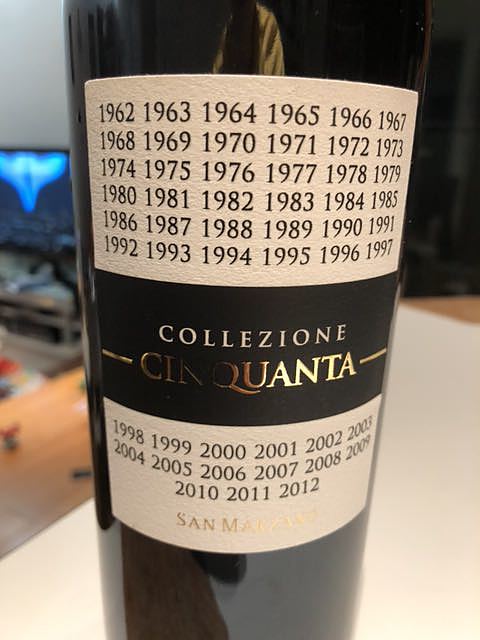 1962 1963 1964 1965 1966 1967
1968 1969 1970 1971 1972 1973
1974 1975 1976 1977 1978 1979
1980 1981 1982 1983 1984 1985
1986 1987 1988 1989 1990 1991
1992 1993 1994 1995 1996 1997
COLLEZIONE
CINQUANTA
1998 1999 2000 2001 2002 2003
2004 2005 2006 2007 2008 2009
2010 2011 2012
SAN MARZANO